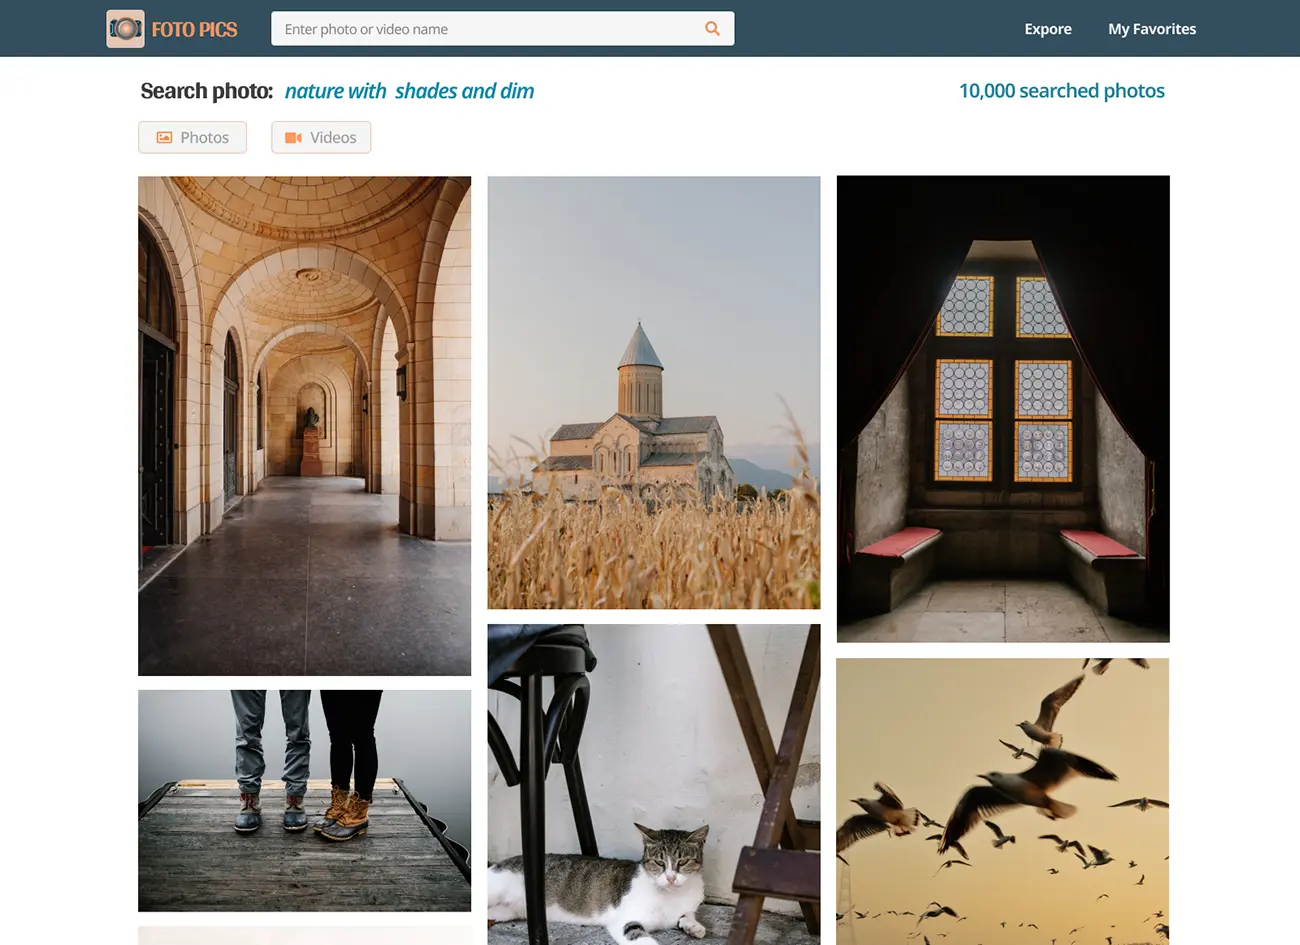 FOTO PICS
Enter photo or video name
Expore
My Favorites
Search photo: nature with shades and dim
10,000 searched photos
Photos
Videos